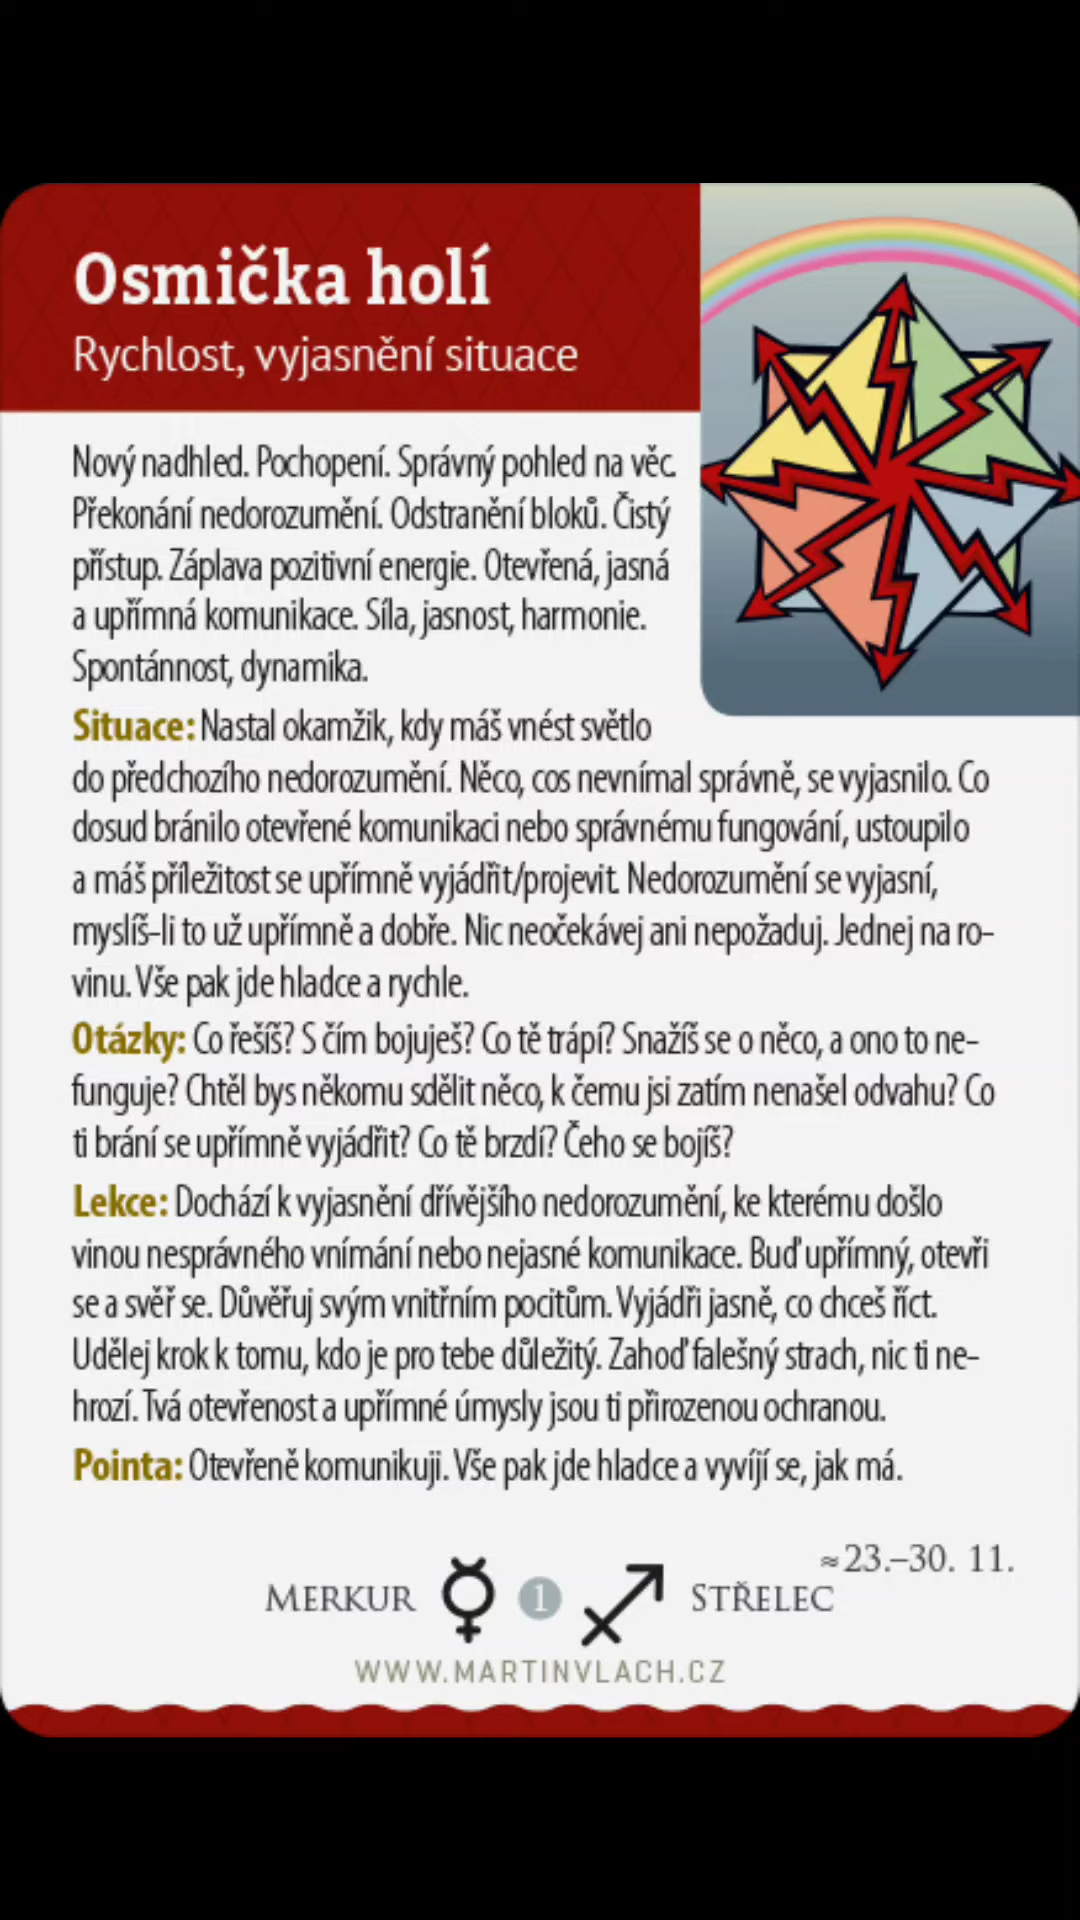 Osmička holí
Rychlost, vyjasnění situace
Nový nadhled. Pochopení. Správný pohled na věc.
Překonání nedorozumění. Odstranění bloků. Čistý
přístup. Záplava pozitivní energie. Otevřená, jasná
a upřímná komunikace. Síla, jasnost, harmonie.
Spontánnost, dynamika.
Situace: Nastal okamžik, kdy máš vnést světlo
do předchozího nedorozumění. Něco, cos nevnímal správně, se vyjasnilo. Co
dosud bránilo otevřené komunikaci nebo správnému fungování, ustoupilo
a máš příležitost se upřímně vyjádřit/projevit. Nedorozumění se vyjasní,
myslíš-li to už upřímně a dobře. Nic neočekávej ani nepožaduj. Jednej na ro-
vinu. Vše pak jde hladce a rychle.
Otázky: Co řešíš? S čím bojuješ? Co tě trápí? Snažíš se o něco, a ono to ne-
funguje? Chtěl bys někomu sdělit něco, k čemu jsi zatím nenašel odvahu? Co
ti brání se upřímně vyjádřit? Co tě brzdí? Čeho se bojíš?
Lekce: Dochází k vyjasnění dřívějšího nedorozumění, ke kterému došlo
vinou nesprávného vnímání nebo nejasné komunikace. Buď upřímný, otevři
se a svěř se. Důvěřuj svým vnitřním pocitům. Vyjádři jasně, co chceš říct.
Udělej krok k tomu, kdo je pro tebe důležitý. Zahoď falešný strach, nic ti ne-
hrozí. Tvá otevřenost a upřímné úmysly jsou ti přirozenou ochranou.
Pointa: Otevřeně komunikuji. Vše pak jde hladce a vyvíjí se, jak má.
≈23.–30. 11.
MERKUR ☿ 1 ♐ STŘELEC
WWW.MARTINVLACH.CZ